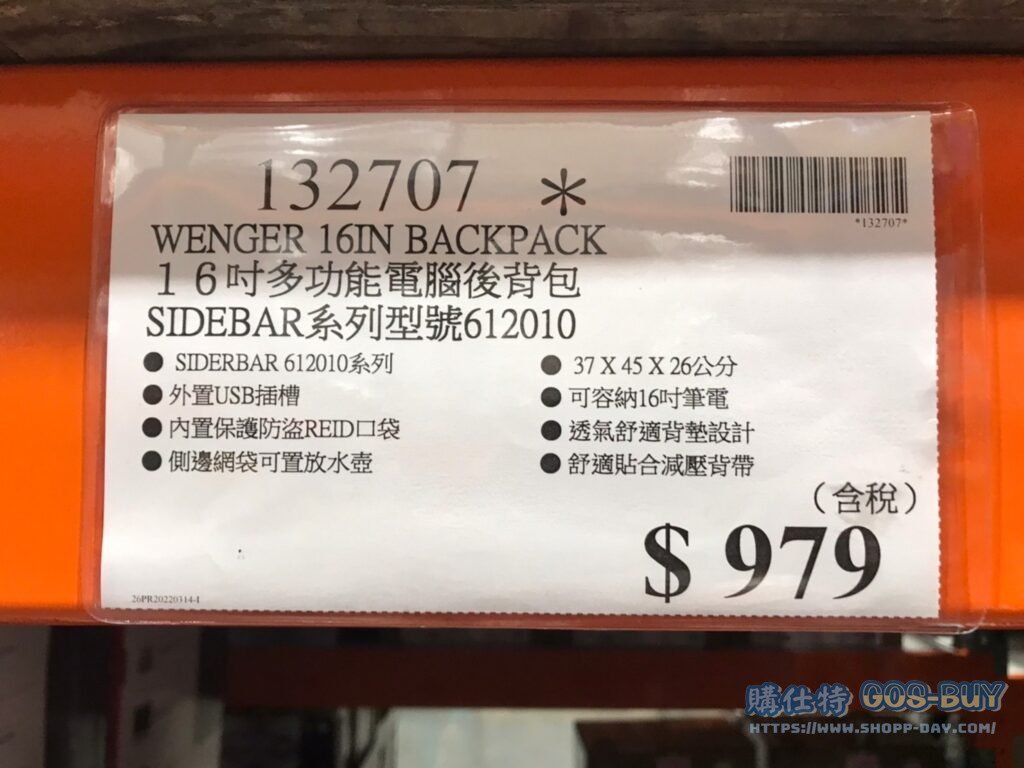 132707 *
*132707*
WENGER 16IN BACKPACK
１６吋多功能電腦後背包
SIDEBAR系列型號612010
● SIDERBAR 612010系列
● 外置USB插槽
● 內置保護防盜REID口袋
● 側邊網袋可置放水壺
● 37 X 45 X 26公分
● 可容納16吋筆電
● 透氣舒適背墊設計
● 舒適貼合減壓背帶
（含稅）
$ 979
26PR20220314-I
購仕特 GOS-BUY
HTTPS://WWW.SHOPP-DAY.COM/